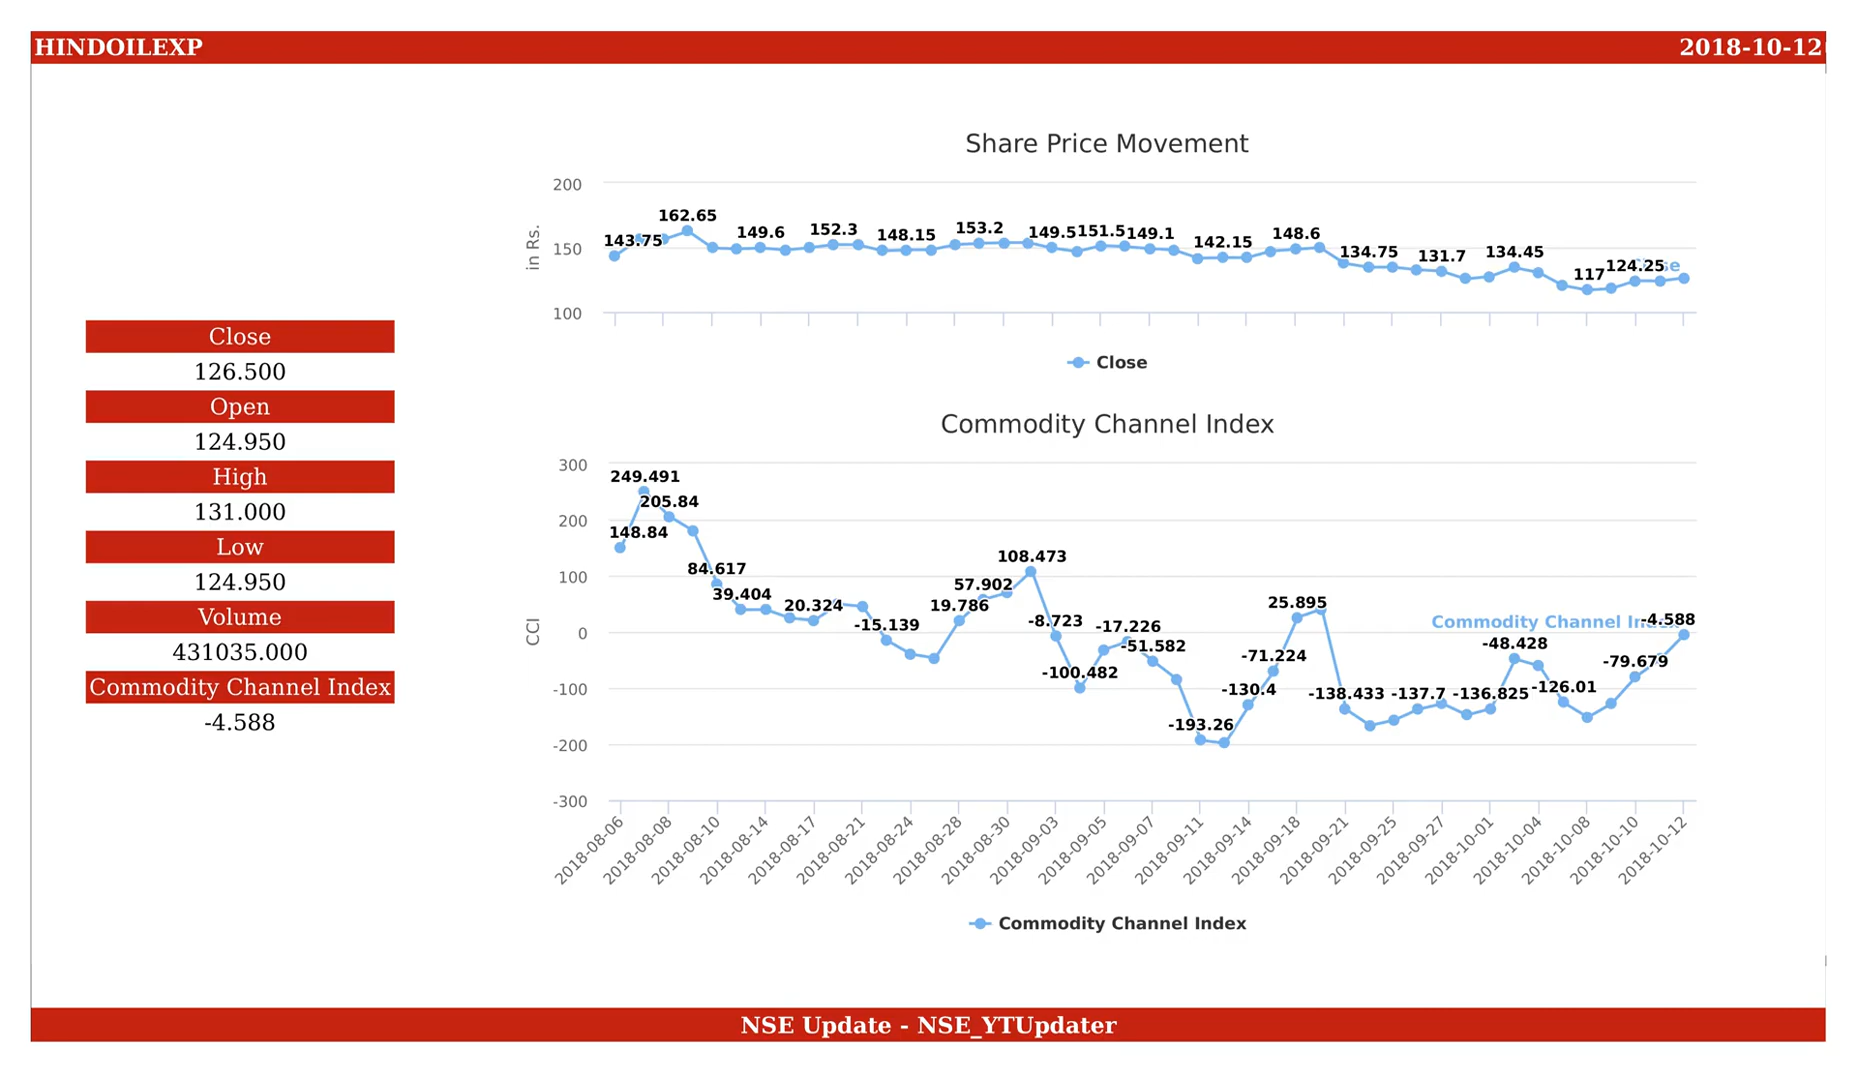 HINDOILEXP 2018-10-12
Close
126.500
Open
124.950
High
131.000
Low
124.950
Volume
431035.000
Commodity Channel Index
-4.588
Share Price Movement
in Rs.
200
150
100
143.75 162.65 149.6 152.3 148.15 153.2 149.5 151.5 149.1 142.15 148.6 134.75 131.7 134.45 117 124.25
Close
Commodity Channel Index
CCI
300
200
100
0
-100
-200
-300
148.84 249.491 205.84 84.617 39.404 20.324 -15.139 19.786 57.902 108.473 -8.723 -100.482 -17.226 -51.582 -193.26 -130.4 -71.224 25.895 -138.433 -137.7 -136.825 -48.428 -126.01 -79.679 -4.588
Commodity Channel
2018-08-06 2018-08-08 2018-08-10 2018-08-14 2018-08-17 2018-08-21 2018-08-24 2018-08-28 2018-08-30 2018-09-03 2018-09-05 2018-09-07 2018-09-11 2018-09-14 2018-09-18 2018-09-21 2018-09-25 2018-09-27 2018-10-01 2018-10-04 2018-10-08 2018-10-10 2018-10-12
Commodity Channel Index
NSE Update - NSE_YTUpdater